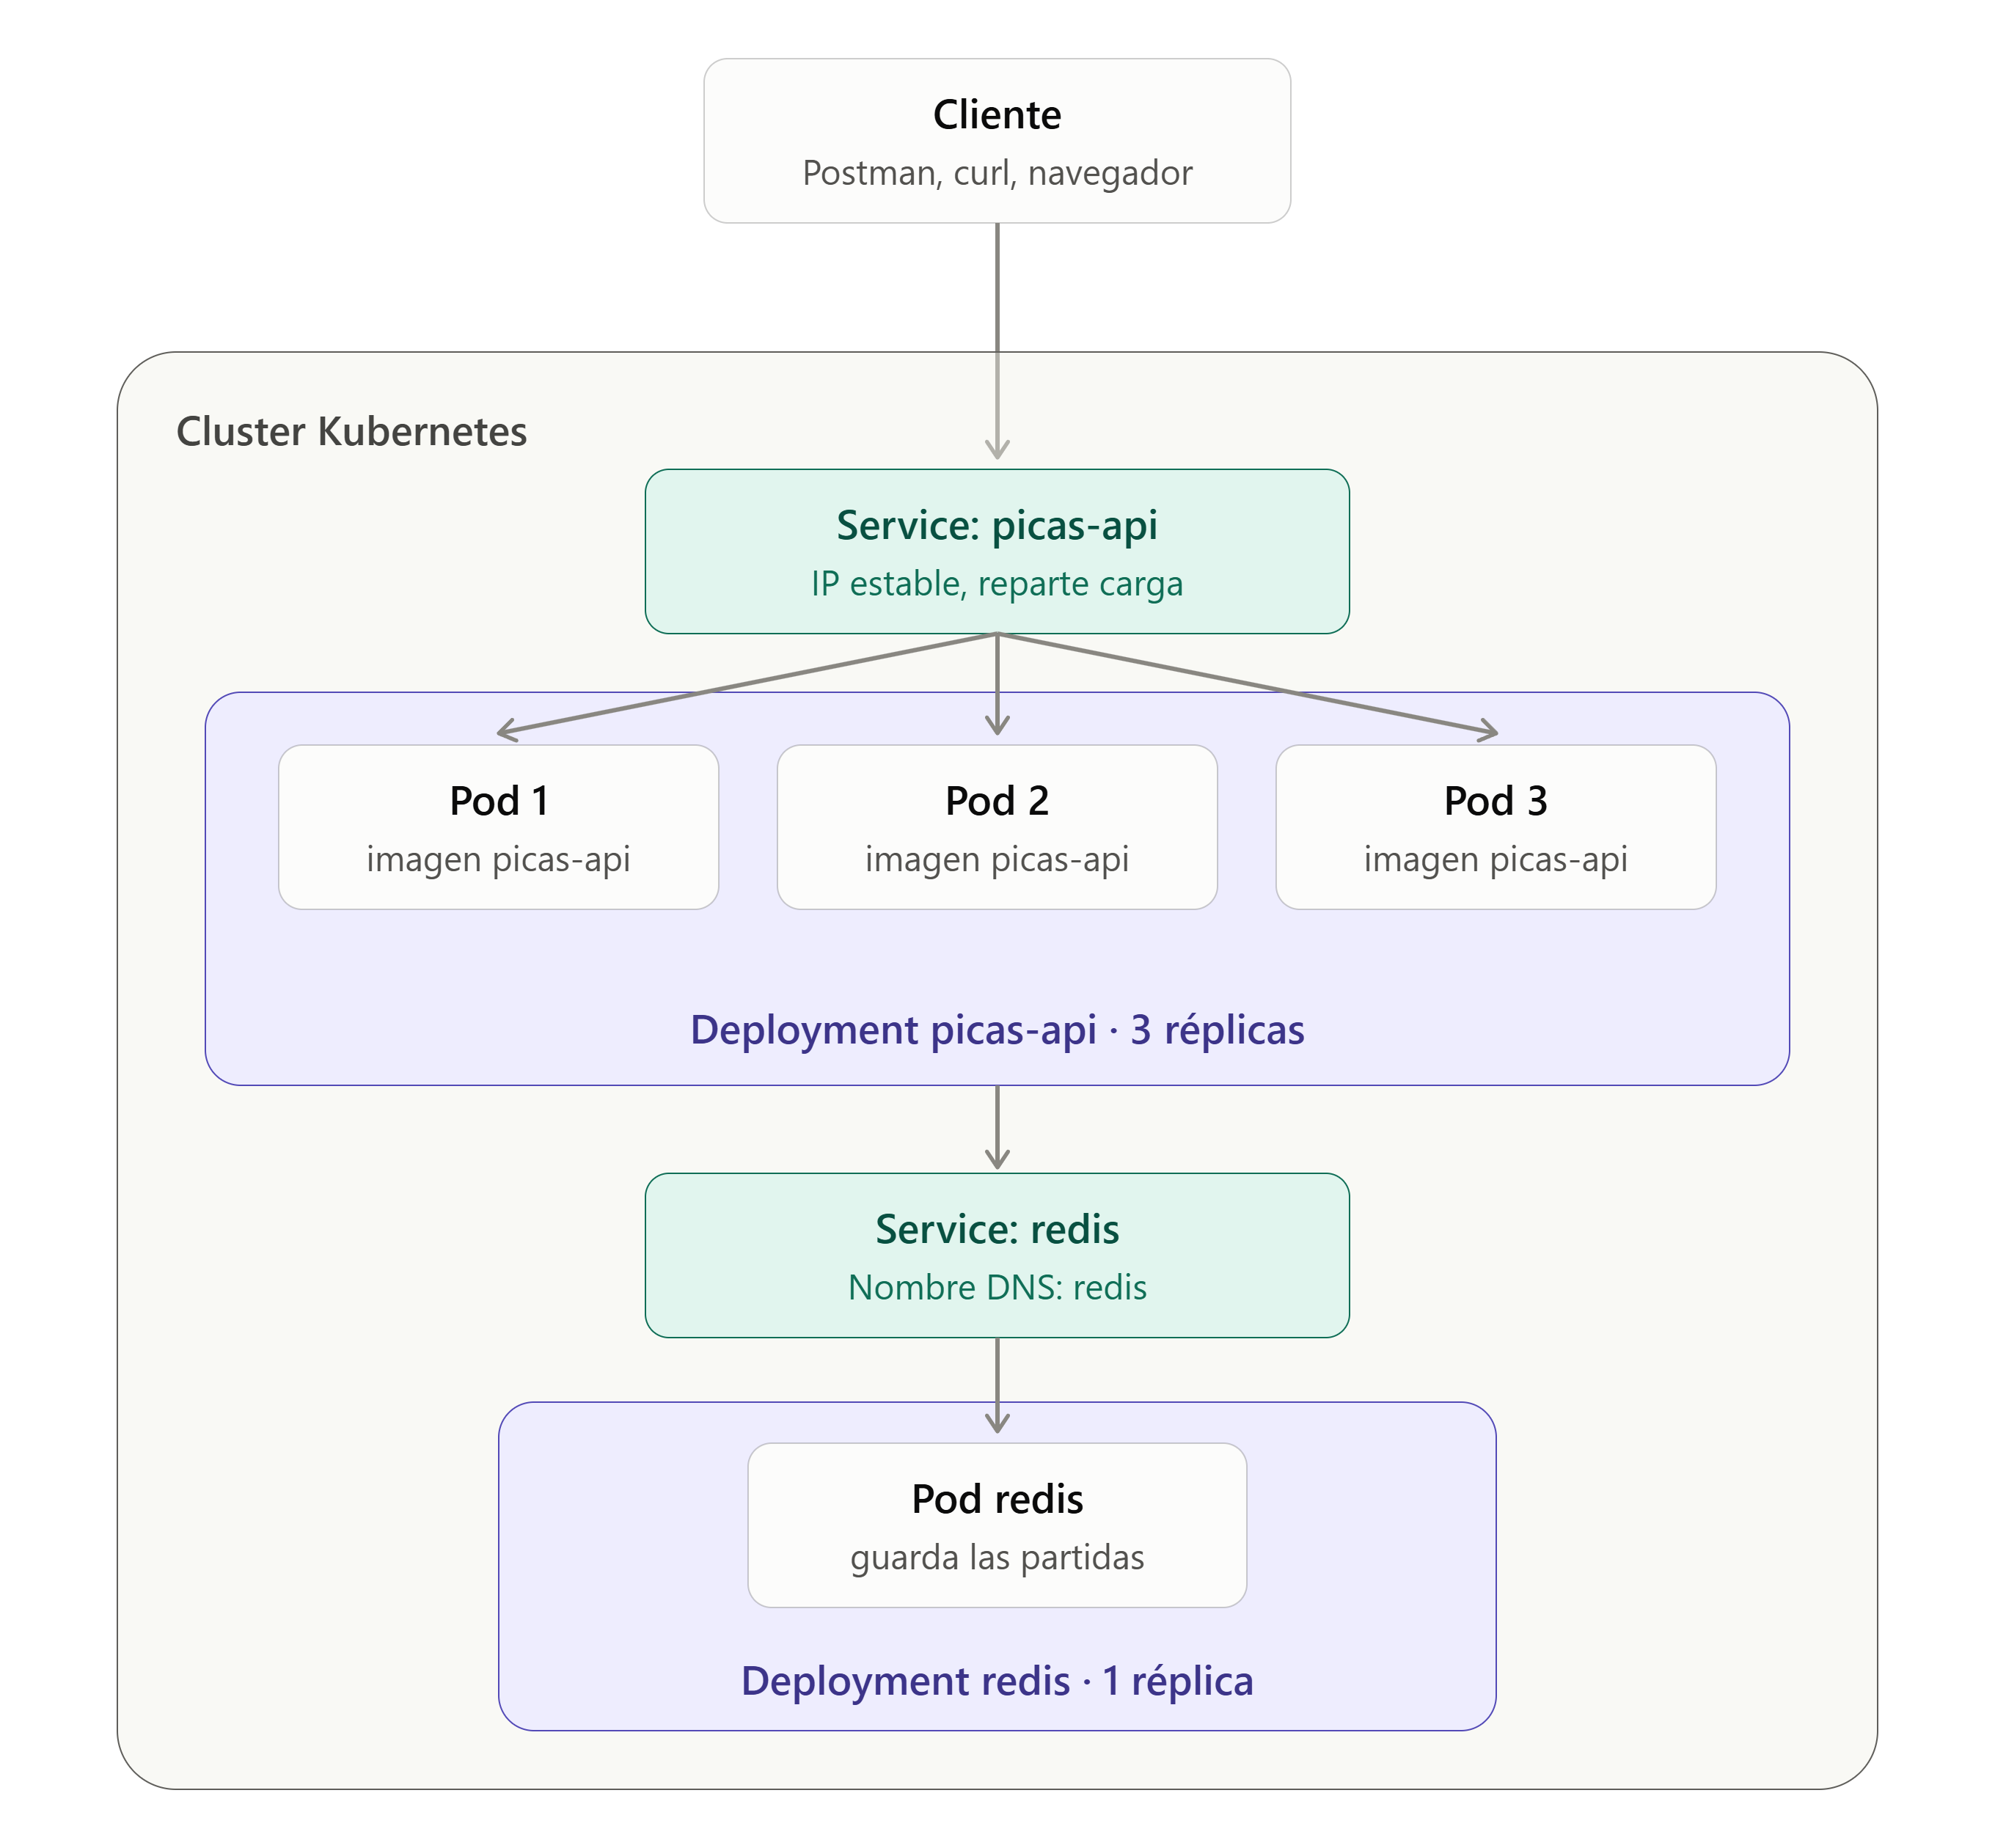 Cliente
Postman, curl, navegador
Cluster Kubernetes
Service: picas-api
IP estable, reparte carga
Pod 1
imagen picas-api
Pod 2
imagen picas-api
Pod 3
imagen picas-api
Deployment picas-api · 3 réplicas
Service: redis
Nombre DNS: redis
Pod redis
guarda las partidas
Deployment redis · 1 réplica